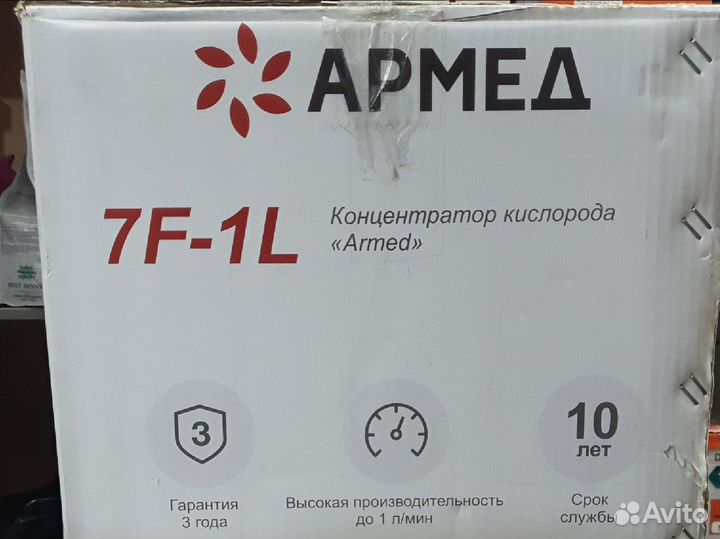 АРМЕД
7F-1L
Концентратор кислорода
«Armed»
3
10
лет
Гарантия
3 года
Высокая производительность
до 1 л/мин
Срок
службы
Avito